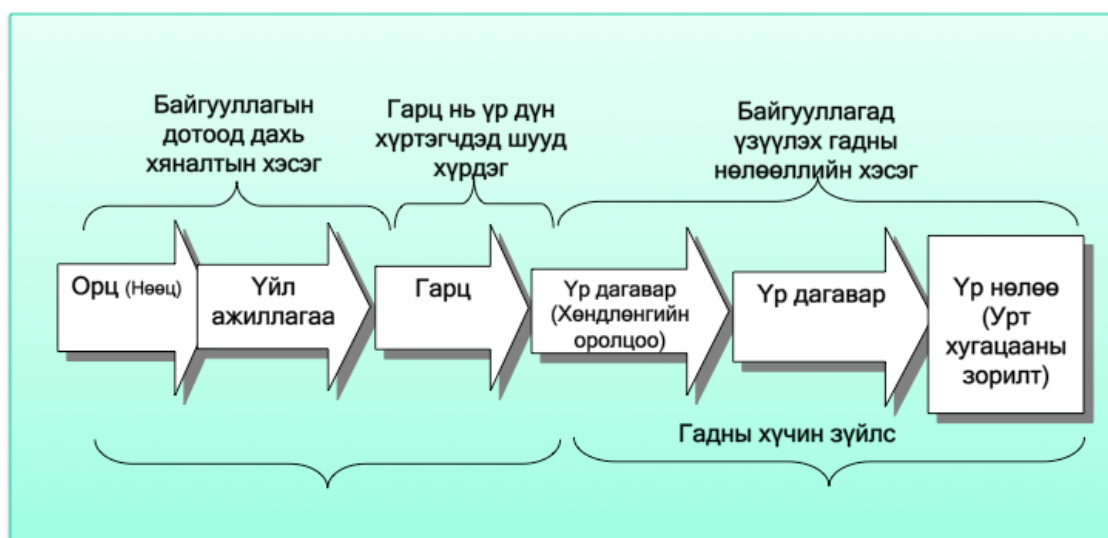 Байгууллагын
дотоод дахь
хяналтын хэсэг
Гарц нь үр дүн
хүртэгчдэд шууд
хүрдэг
Байгууллагад
үзүүлэх гадны
нөлөөллийн хэсэг
Орц (Нөөц)
Үйл
ажиллагаа
Гарц
Үр дагавар
(Хөндлөнгийн
оролцоо)
Үр дагавар
Үр нөлөө
(Урт
хугацааны
зорилт)
Гадны хүчин зүйлс